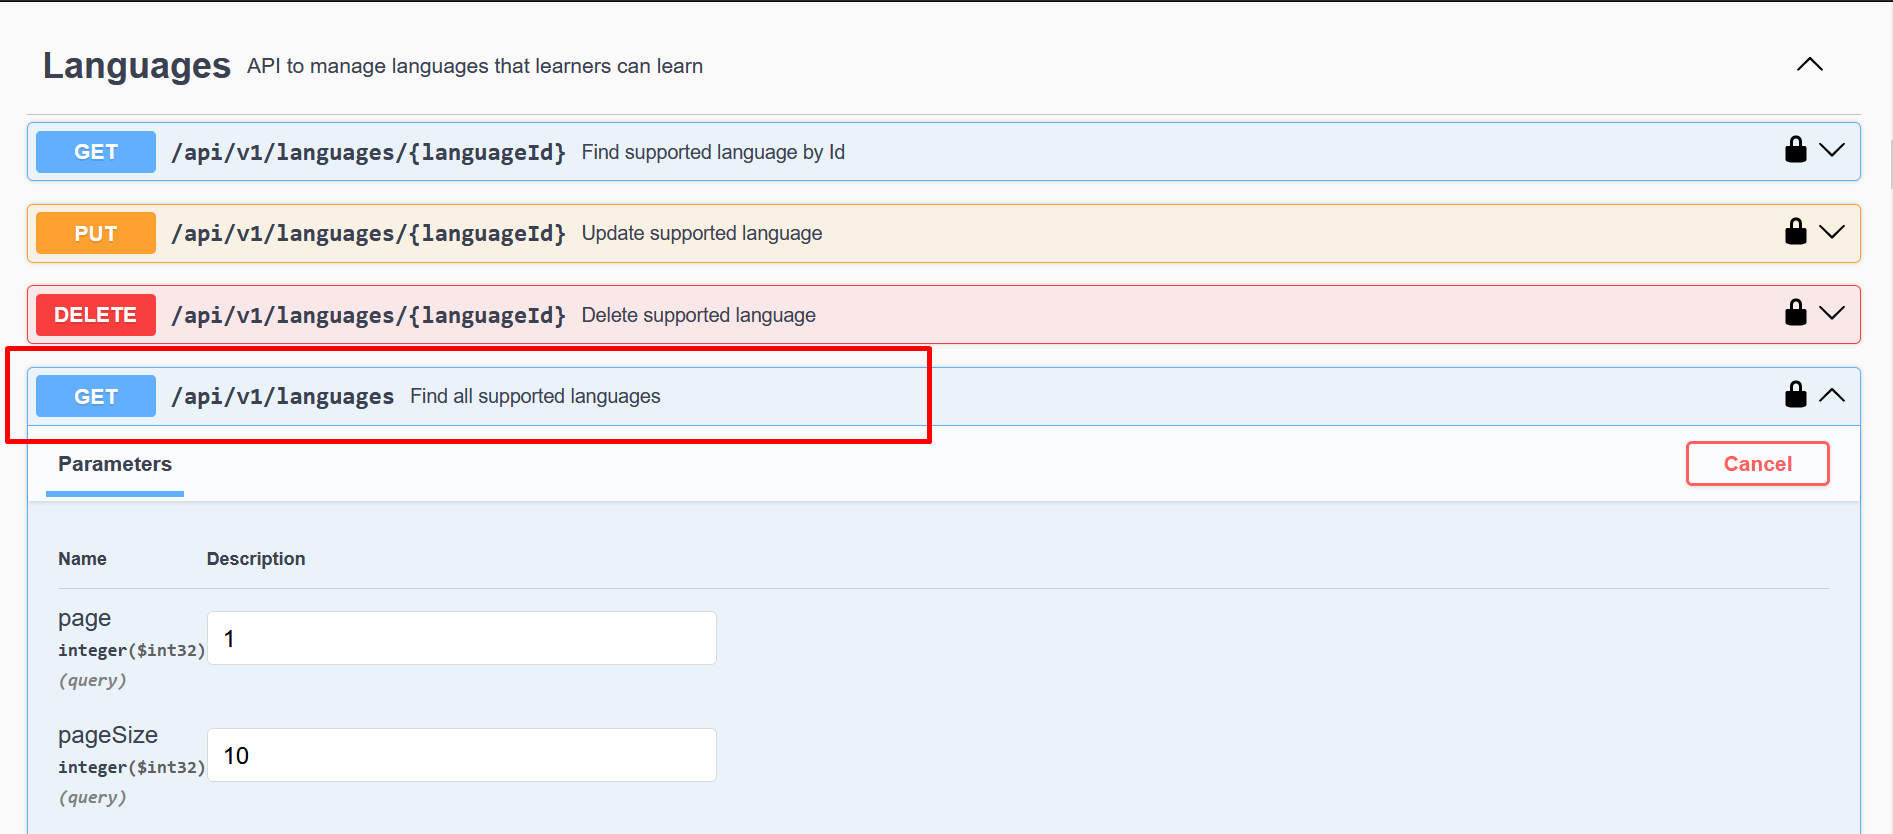 Languages API to manage languages that learners can learn
GET /api/v1/languages/{languageId} Find supported language by Id
PUT /api/v1/languages/{languageId} Update supported language
DELETE /api/v1/languages/{languageId} Delete supported language
GET /api/v1/languages Find all supported languages
Parameters Cancel
Name Description
page
1
integer($int32)
(query)
pageSize
10
integer($int32)
(query)